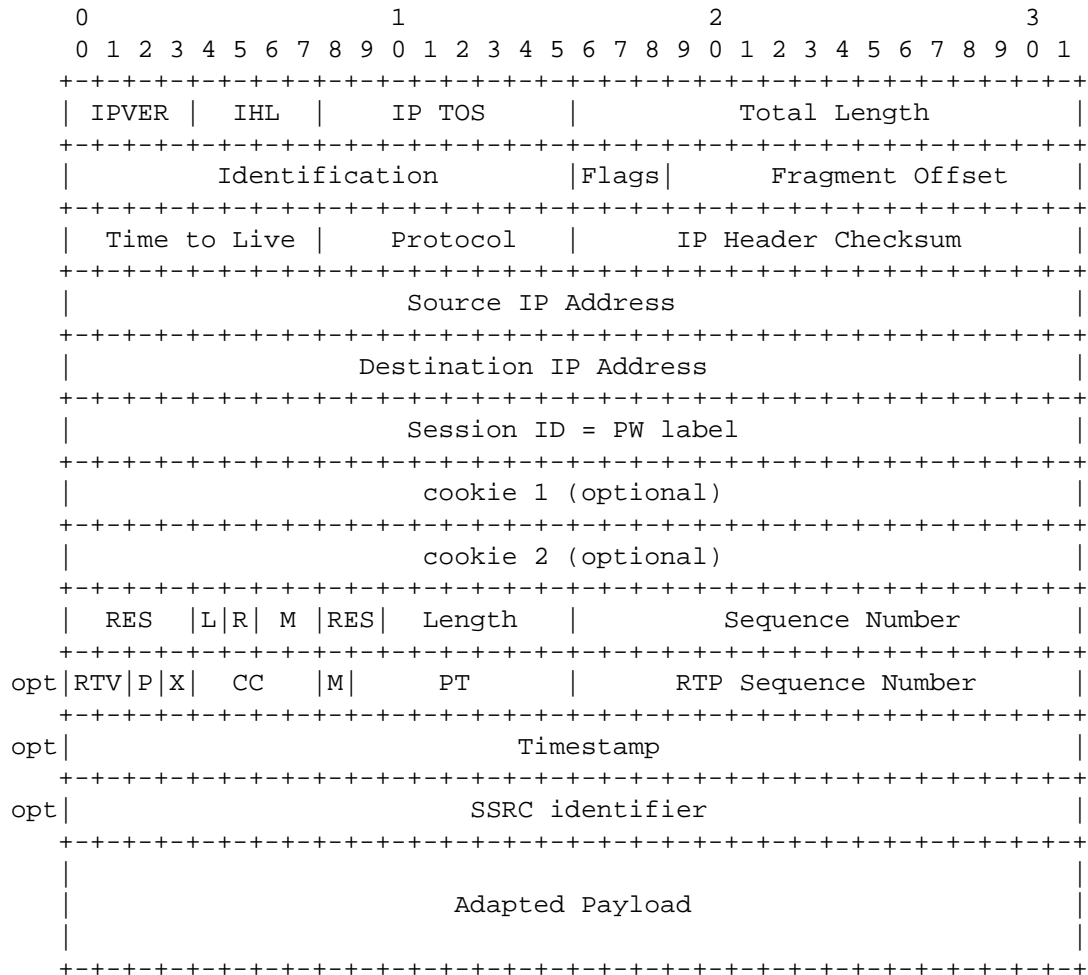 0                   1                   2                   3
 0 1 2 3 4 5 6 7 8 9 0 1 2 3 4 5 6 7 8 9 0 1 2 3 4 5 6 7 8 9 0 1
+-+-+-+-+-+-+-+-+-+-+-+-+-+-+-+-+-+-+-+-+-+-+-+-+-+-+-+-+-+-+-+-+
| IPVER | IHL | IP TOS | Total Length |
+-+-+-+-+-+-+-+-+-+-+-+-+-+-+-+-+-+-+-+-+-+-+-+-+-+-+-+-+-+-+-+-+
| Identification |Flags| Fragment Offset |
+-+-+-+-+-+-+-+-+-+-+-+-+-+-+-+-+-+-+-+-+-+-+-+-+-+-+-+-+-+-+-+-+
| Time to Live | Protocol | IP Header Checksum |
+-+-+-+-+-+-+-+-+-+-+-+-+-+-+-+-+-+-+-+-+-+-+-+-+-+-+-+-+-+-+-+-+
| Source IP Address |
+-+-+-+-+-+-+-+-+-+-+-+-+-+-+-+-+-+-+-+-+-+-+-+-+-+-+-+-+-+-+-+-+
| Destination IP Address |
+-+-+-+-+-+-+-+-+-+-+-+-+-+-+-+-+-+-+-+-+-+-+-+-+-+-+-+-+-+-+-+-+
| Session ID = PW label |
+-+-+-+-+-+-+-+-+-+-+-+-+-+-+-+-+-+-+-+-+-+-+-+-+-+-+-+-+-+-+-+-+
| cookie 1 (optional) |
+-+-+-+-+-+-+-+-+-+-+-+-+-+-+-+-+-+-+-+-+-+-+-+-+-+-+-+-+-+-+-+-+
| cookie 2 (optional) |
+-+-+-+-+-+-+-+-+-+-+-+-+-+-+-+-+-+-+-+-+-+-+-+-+-+-+-+-+-+-+-+-+
| RES |L|R| M |RES| Length | Sequence Number |
+-+-+-+-+-+-+-+-+-+-+-+-+-+-+-+-+-+-+-+-+-+-+-+-+-+-+-+-+-+-+-+-+
opt|RTV|P|X| CC |M| PT | RTP Sequence Number |
+-+-+-+-+-+-+-+-+-+-+-+-+-+-+-+-+-+-+-+-+-+-+-+-+-+-+-+-+-+-+-+-+
opt| Timestamp |
+-+-+-+-+-+-+-+-+-+-+-+-+-+-+-+-+-+-+-+-+-+-+-+-+-+-+-+-+-+-+-+-+
opt| SSRC identifier |
+-+-+-+-+-+-+-+-+-+-+-+-+-+-+-+-+-+-+-+-+-+-+-+-+-+-+-+-+-+-+-+-+
| |
| Adapted Payload |
| |
+-+-+-+-+-+-+-+-+-+-+-+-+-+-+-+-+-+-+-+-+-+-+-+-+-+-+-+-+-+-+-+-+